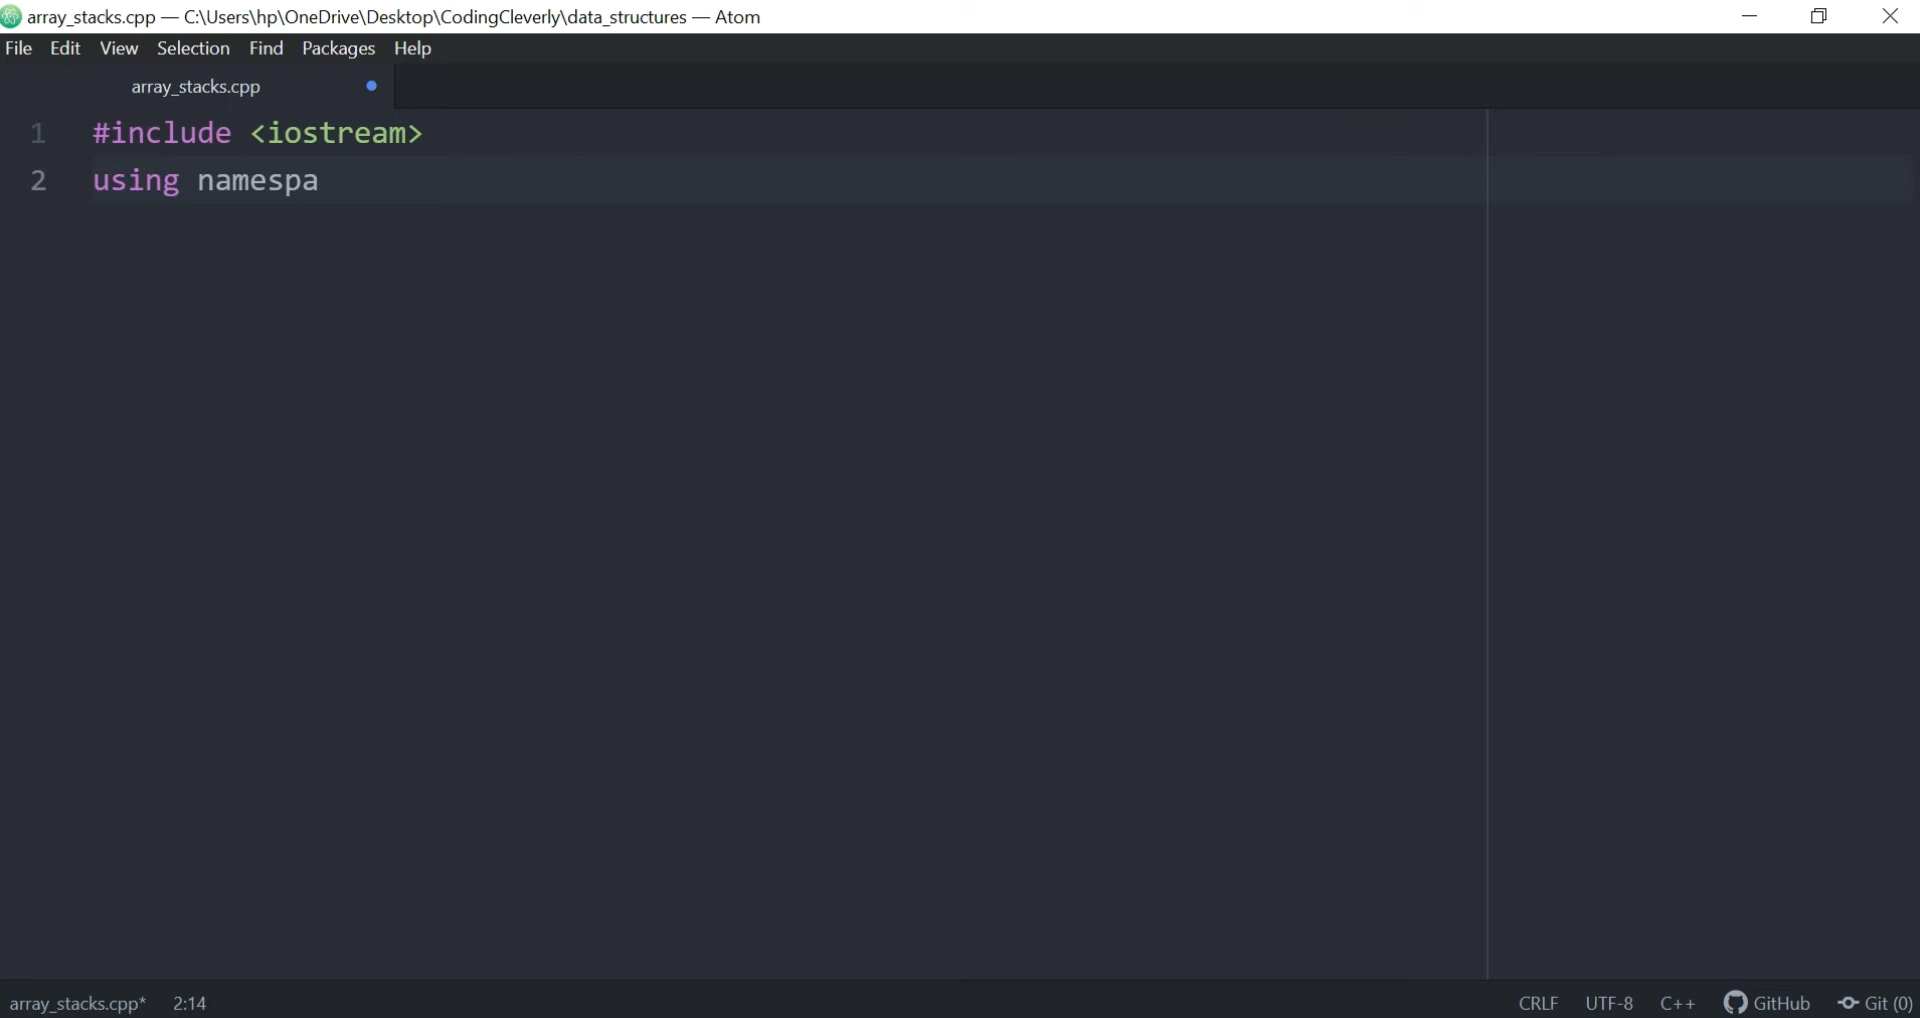 array_stacks.cpp — C:\Users\hp\OneDrive\Desktop\CodingCleverly\data_structures — Atom
File Edit View Selection Find Packages Help
array_stacks.cpp
1 #include <iostream>
2 using namespa
array_stacks.cpp* 2:14 CRLF UTF-8 C++ GitHub Git (0)